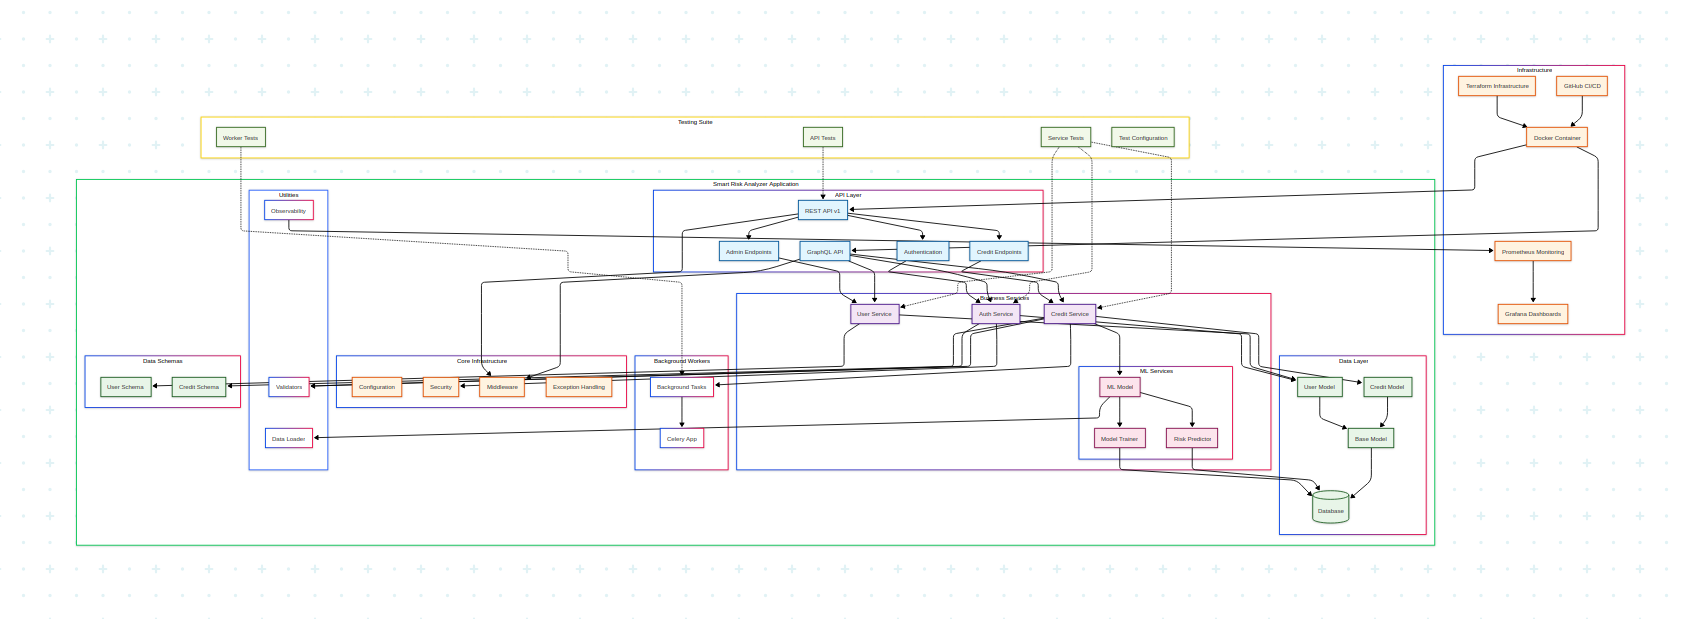 Infrastructure
Terraform Infrastructure
GitHub CI/CD
Testing Suite
Worker Tests
API Tests
Service Tests
Test Configuration
Docker Container
Smart Risk Analyzer Application
Utilities
API Layer
Observability
REST API v1
Admin Endpoints
GraphQL API
Authentication
Credit Endpoints
Prometheus Monitoring
Business Services
User Service
Auth Service
Credit Service
Grafana Dashboards
Data Schemas
Core Infrastructure
Background Workers
Data Layer
ML Services
User Schema
Credit Schema
Validators
Configuration
Security
Middleware
Exception Handling
Background Tasks
ML Model
User Model
Credit Model
Data Loader
Celery App
Model Trainer
Risk Predictor
Base Model
Database